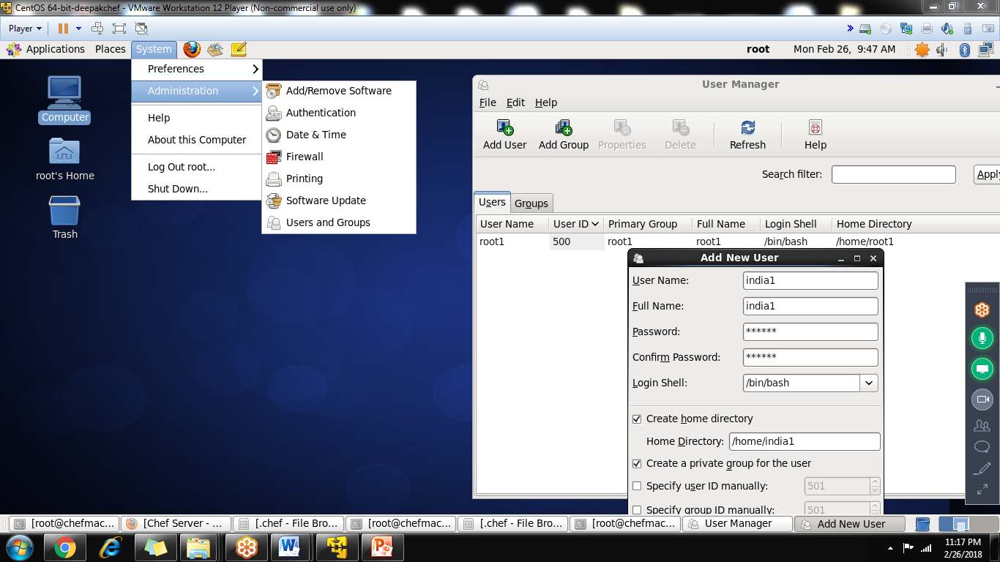 CentOS 64-bit-deepakchef - VMware Workstation 12 Player (Non-commercial use only)
Player
Applications Places System root Mon Feb 26, 9:47 AM
Preferences
Administration
Help
About this Computer
Log Out root...
Shut Down...
Add/Remove Software
Authentication
Date & Time
Firewall
Printing
Software Update
Users and Groups
Computer
root's Home
Trash
User Manager
File Edit Help
Add User Add Group Properties Delete Refresh Help
Search filter: Apply
Users Groups
User Name User ID Primary Group Full Name Login Shell Home Directory
root1 500 root1 root1 /bin/bash /home/root1
Add New User
User Name: india1
Full Name: india1
Password: ******
Confirm Password: ******
Login Shell: /bin/bash
Create home directory
Home Directory: /home/india1
Create a private group for the user
Specify user ID manually: 501
Specify group ID manually: 501
[root@chefmac... [Chef Server - ... [.chef - File Bro... [root@chefmac... [.chef - File Bro... [root@chefmac... User Manager Add New User
11:17 PM
2/26/2018